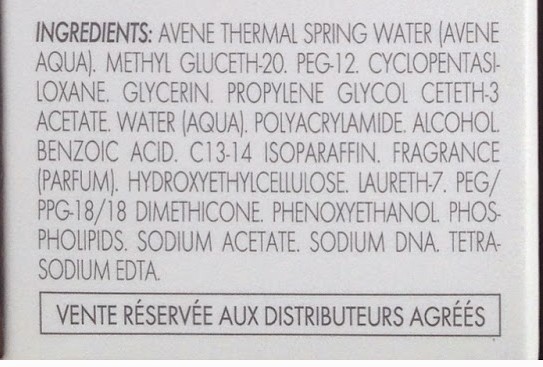 INGREDIENTS: AVENE THERMAL SPRING WATER (AVENE
AQUA). METHYL GLUCETH-20. PEG-12. CYCLOPENTASI-
LOXANE. GLYCERIN. PROPYLENE GLYCOL CETETH-3
ACETATE. WATER (AQUA). POLYACRYLAMIDE. ALCOHOL.
BENZOIC ACID. C13-14 ISOPARAFFIN. FRAGRANCE
(PARFUM). HYDROXYETHYLCELLULOSE. LAURETH-7. PEG/
PPG-18/18 DIMETHICONE. PHENOXYETHANOL. PHOS-
PHOLIPIDS. SODIUM ACETATE. SODIUM DNA. TETRA-
SODIUM EDTA.
VENTE RÉSERVÉE AUX DISTRIBUTEURS AGRÉÉS